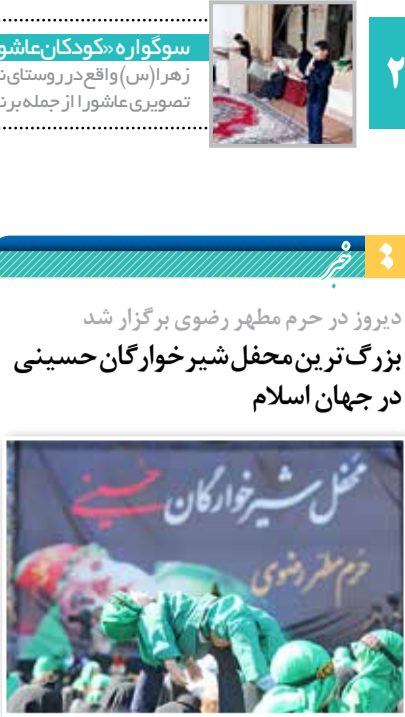 ۲
سوگواره «کودکان عاشو
زهرا(س) واقع در روستای ن
تصویری عاشورا از جمله برن
خبر
دیروز در حرم مطهر رضوی برگزار شد
بزرگ‌ترین محفل شیرخوارگان حسینی
در جهان اسلام
محفل شیرخوارگان حسینی
حرم مطهر رضوی